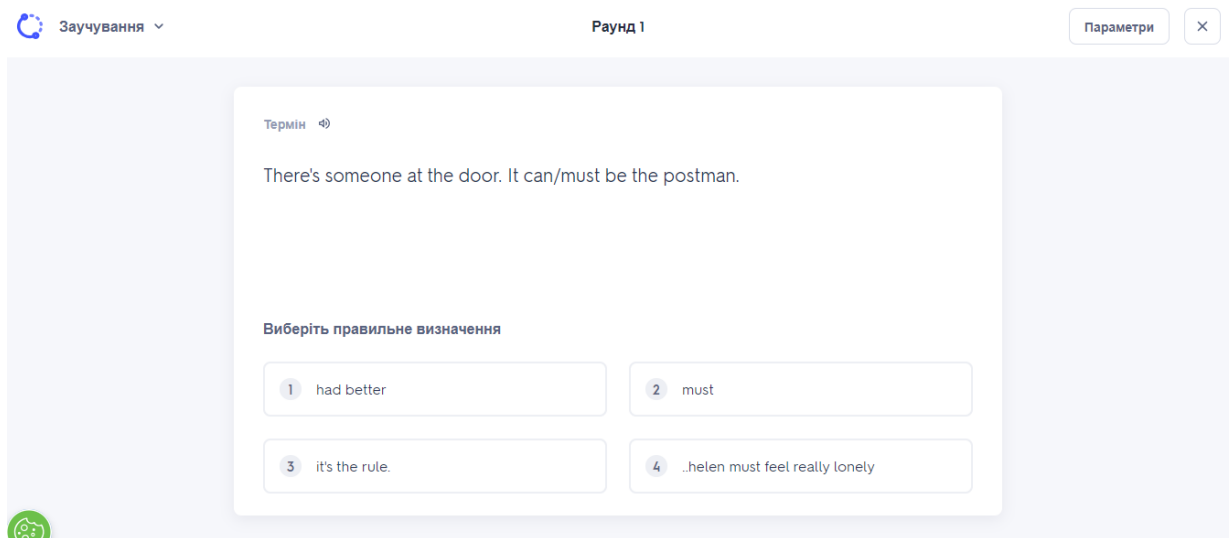 Заучування
Раунд 1
Параметри
Термін
There's someone at the door. It can/must be the postman.
Виберіть правильне визначення
1 had better
2 must
3 it's the rule.
4 ..helen must feel really lonely